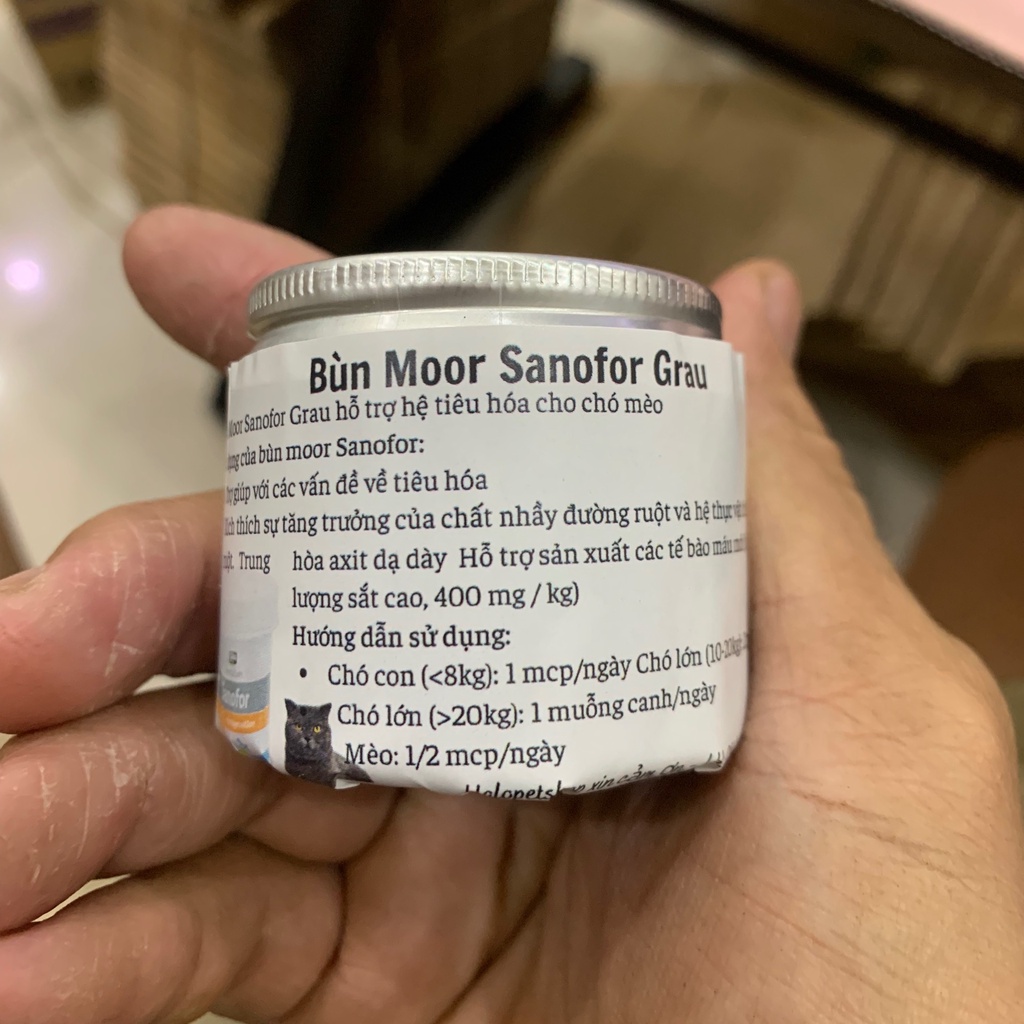 Bùn Moor Sanofor Grau
Moor Sanofor Grau hỗ trợ hệ tiêu hóa cho chó mèo
của bùn moor Sanofor:
giúp với các vấn đề về tiêu hóa
thích sự tăng trưởng của chất nhầy đường ruột và hệ thực
Trung hòa axit dạ dày Hỗ trợ sản xuất các tế bào máu
lượng sắt cao, 400 mg / kg)
Hướng dẫn sử dụng:
• Chó con (<8kg): 1 mcp/ngày Chó lớn (10-20kg):
Chó lớn (>20kg): 1 muỗng canh/ngày
Mèo: 1/2 mcp/ngày
xin cảm